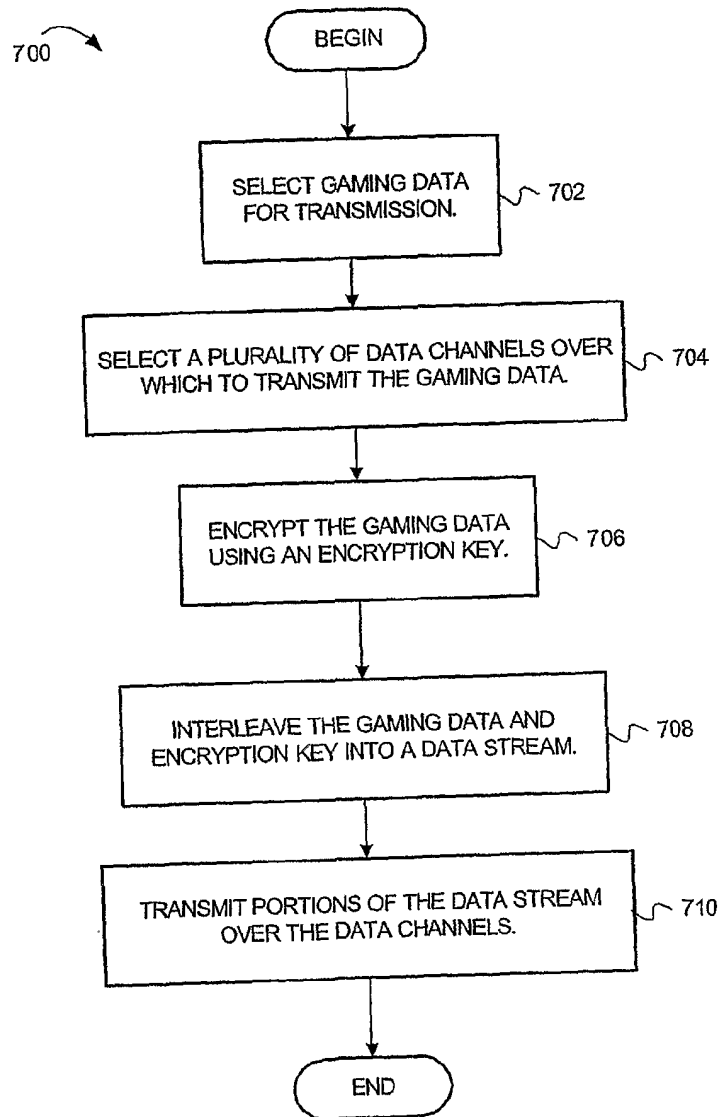 700
BEGIN
SELECT GAMING DATA
FOR TRANSMISSION.
702
SELECT A PLURALITY OF DATA CHANNELS OVER
WHICH TO TRANSMIT THE GAMING DATA.
704
ENCRYPT THE GAMING DATA
USING AN ENCRYPTION KEY.
706
INTERLEAVE THE GAMING DATA AND
ENCRYPTION KEY INTO A DATA STREAM.
708
TRANSMIT PORTIONS OF THE DATA STREAM
OVER THE DATA CHANNELS.
710
END